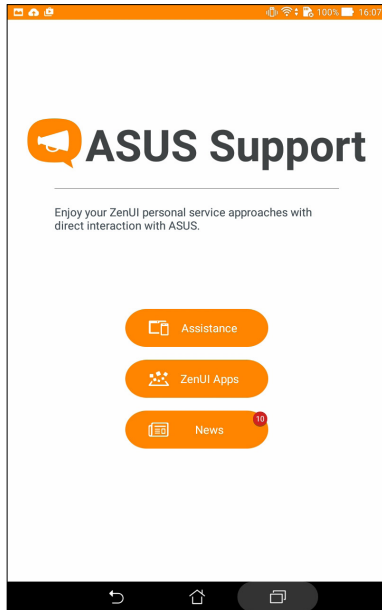 100% 16:07
ASUS Support
Enjoy your ZenUI personal service approaches with
direct interaction with ASUS.
Assistance
ZenUI Apps
10
News